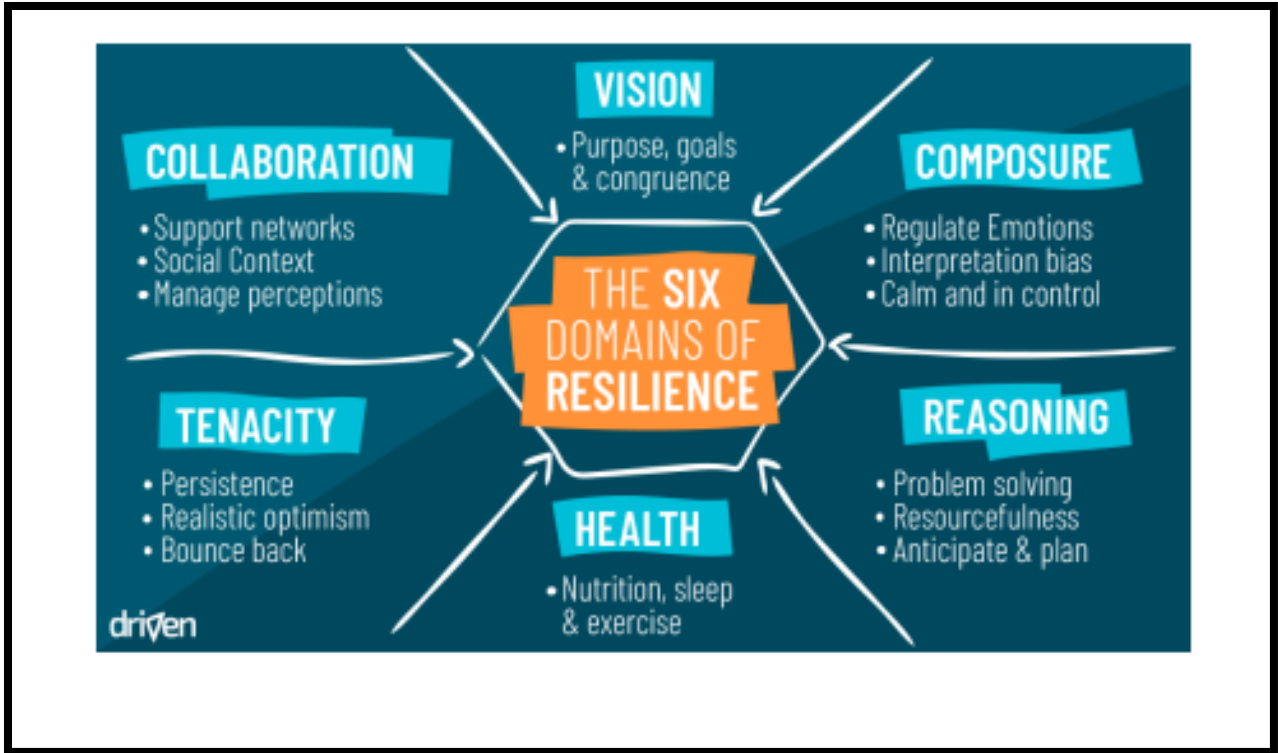 VISION
• Purpose, goals
& congruence
COLLABORATION
• Support networks
• Social Context
• Manage perceptions
COMPOSURE
• Regulate Emotions
• Interpretation bias
• Calm and in control
THE SIX
DOMAINS OF
RESILIENCE
TENACITY
• Persistence
• Realistic optimism
• Bounce back
REASONING
• Problem solving
• Resourcefulness
• Anticipate & plan
HEALTH
• Nutrition, sleep
& exercise
driven